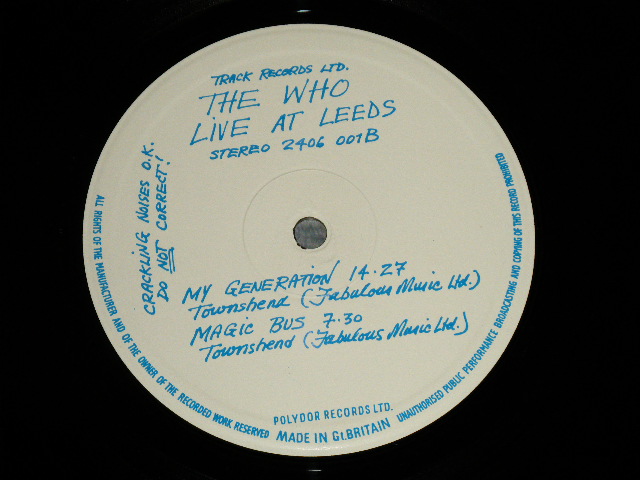 TRACK RECORDS LTD.
THE WHO
LIVE AT LEEDS
STEREO 2406 001B
CRACKLING NOISES O.K.
DO NOT CORRECT!
MY GENERATION 14.27
Townshend (Fabulous Music Ltd.)
MAGIC BUS 7.30
Townshend (Fabulous Music Ltd.)
POLYDOR RECORDS LTD.
ALL RIGHTS OF THE MANUFACTURER AND OF THE OWNER OF THE RECORDED WORK RESERVED
MADE IN Gt.BRITAIN
UNAUTHORISED PUBLIC PERFORMANCE BROADCASTING AND COPYING OF THIS RECORD PROHIBITED